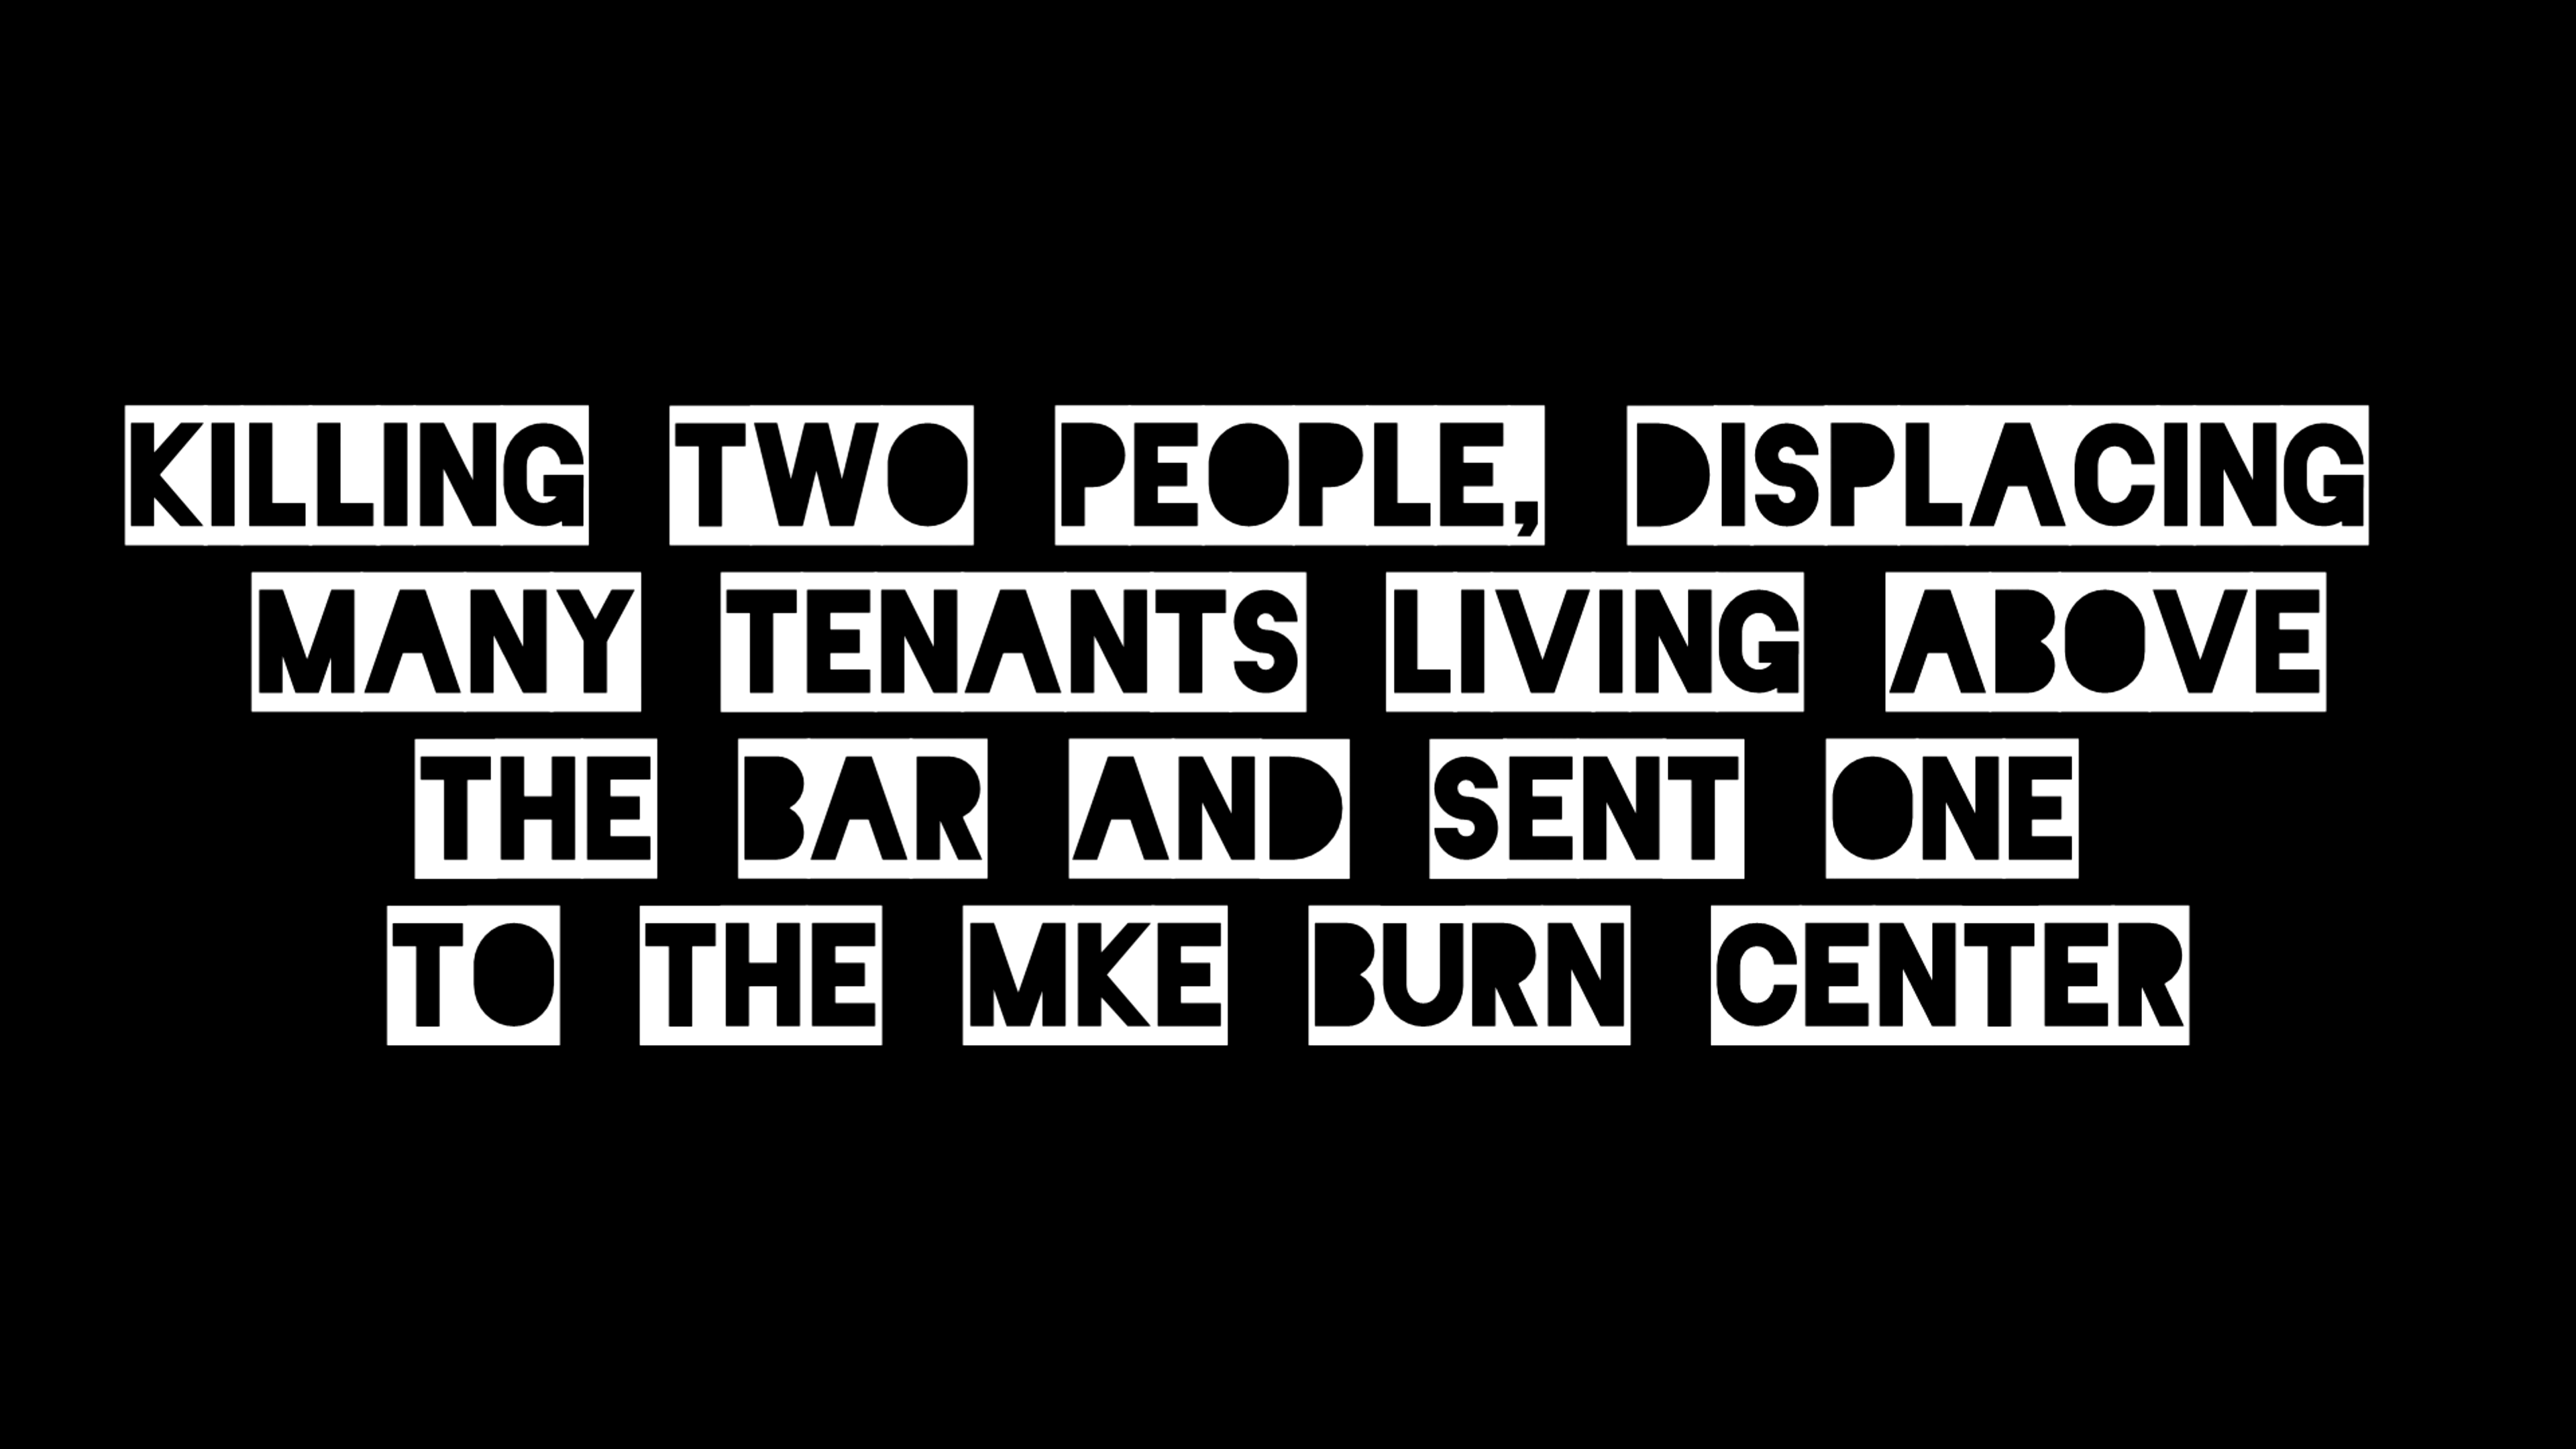 KILLING TWO PEOPLE, DISPLACING
MANY TENANTS LIVING ABOVE
THE BAR AND SENT ONE
TO THE MKE BURN CENTER